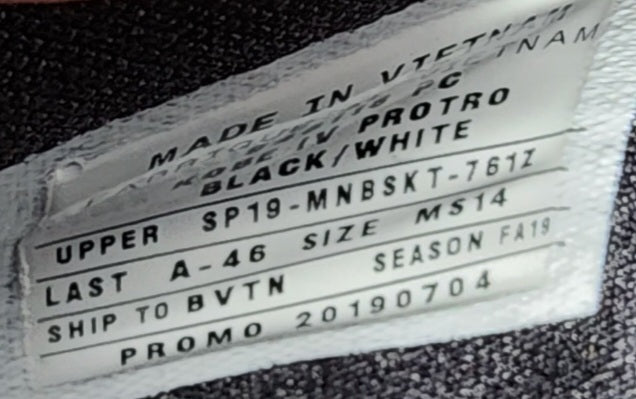 MADE IN VIETNAM
PC
KOBE IV PROTRO
BLACK/WHITE
UPPER SP19-MNBSKT-761Z
LAST A-46 SIZE MS14
SHIP TO BVTN SEASON FA19
PROMO 20190704